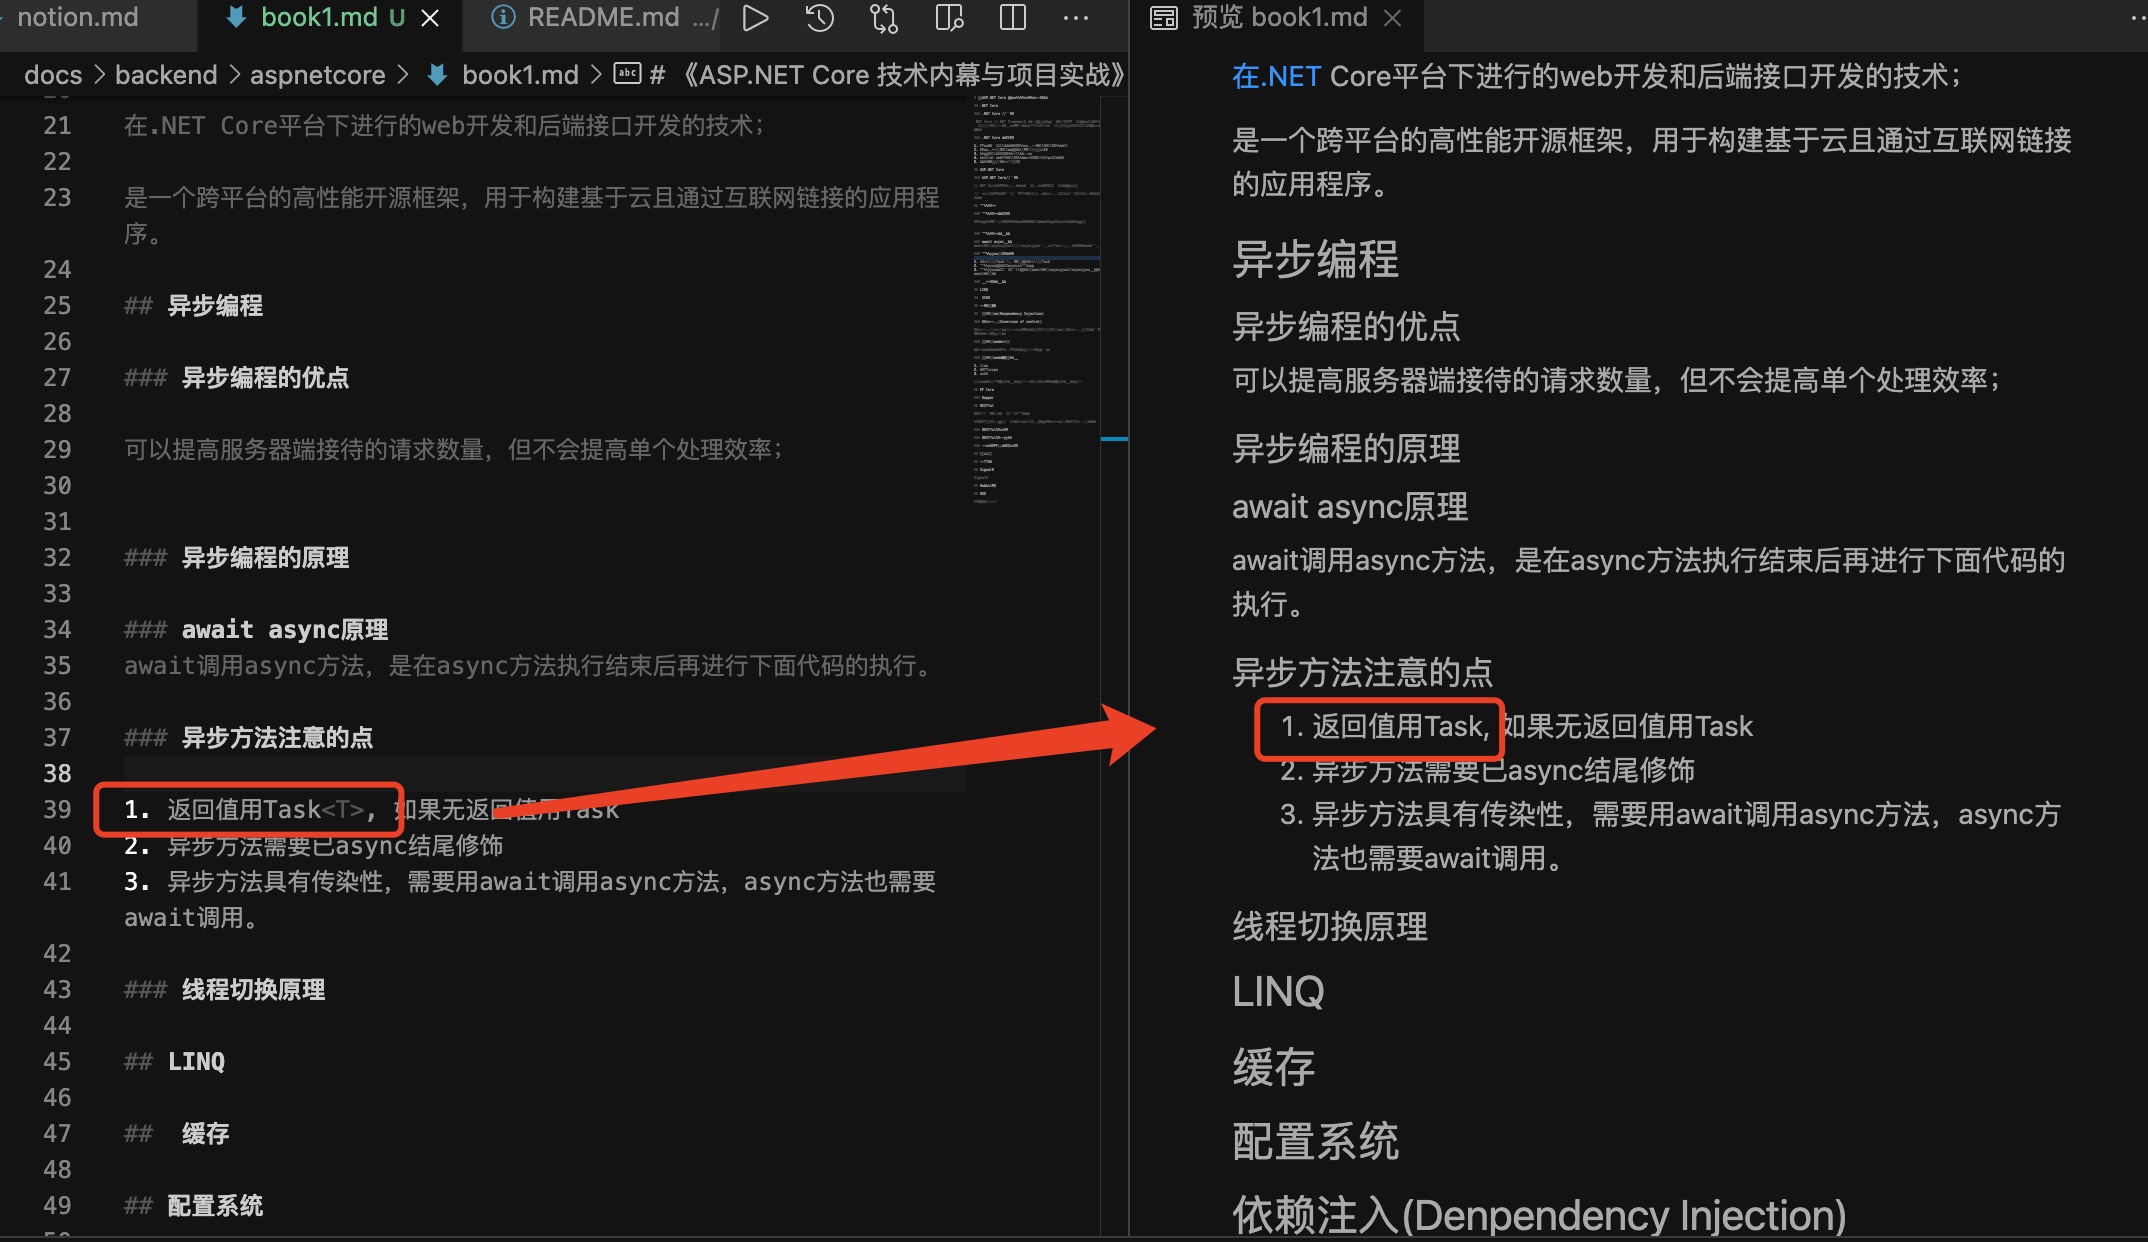 notion.md
book1.md U
README.md .../
docs > backend > aspnetcore > book1.md > # 《ASP.NET Core 技术内幕与项目实战》
21 在.NET Core平台下进行的web开发和后端接口开发的技术；
22
23 是一个跨平台的高性能开源框架，用于构建基于云且通过互联网链接的应用程
序。
24
25 ## 异步编程
26
27 ### 异步编程的优点
28
29 可以提高服务器端接待的请求数量，但不会提高单个处理效率；
30
31
32 ### 异步编程的原理
33
34 ### await async原理
35 await调用async方法，是在async方法执行结束后再进行下面代码的执行。
36
37 ### 异步方法注意的点
38
39 1. 返回值用Task<T>, 如果无返回值用Task
40 2. 异步方法需要已async结尾修饰
41 3. 异步方法具有传染性，需要用await调用async方法，async方法也需要
await调用。
42
43 ### 线程切换原理
44
45 ## LINQ
46
47 ## 缓存
48
49 ## 配置系统
预览 book1.md
在.NET Core平台下进行的web开发和后端接口开发的技术；
是一个跨平台的高性能开源框架，用于构建基于云且通过互联网链接
的应用程序。
异步编程
异步编程的优点
可以提高服务器端接待的请求数量，但不会提高单个处理效率；
异步编程的原理
await async原理
await调用async方法，是在async方法执行结束后再进行下面代码的
执行。
异步方法注意的点
1. 返回值用Task, 如果无返回值用Task
2. 异步方法需要已async结尾修饰
3. 异步方法具有传染性，需要用await调用async方法，async方
法也需要await调用。
线程切换原理
LINQ
缓存
配置系统
依赖注入(Denpendency Injection)